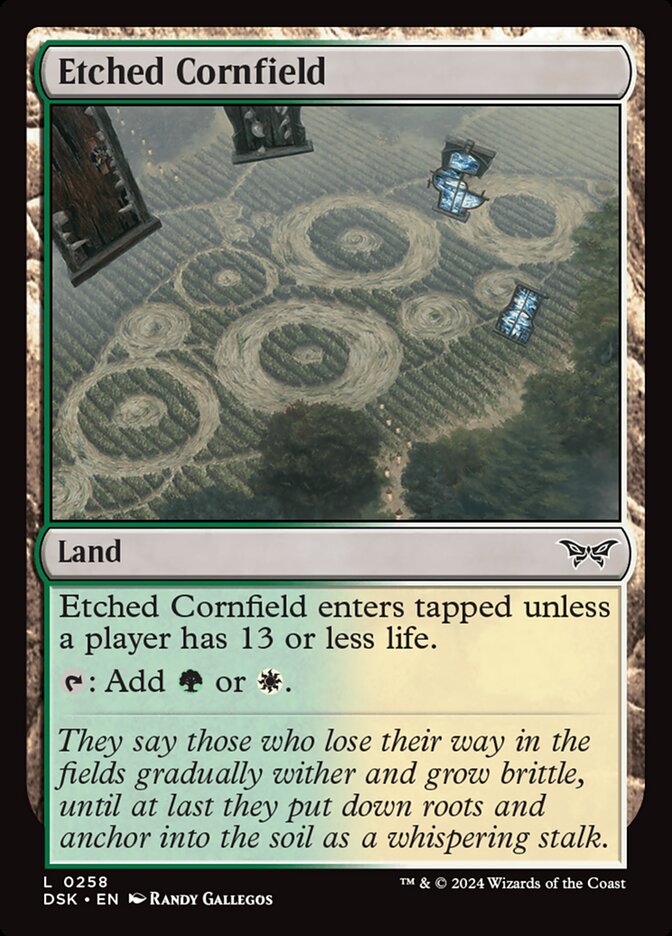 Etched Cornfield
Land
Etched Cornfield enters tapped unless
a player has 13 or less life.
: Add or .
They say those who lose their way in the
fields gradually wither and grow brittle,
until at last they put down roots and
anchor into the soil as a whispering stalk.
L 0258
DSK • EN Randy Gallegos
™ & © 2024 Wizards of the Coast